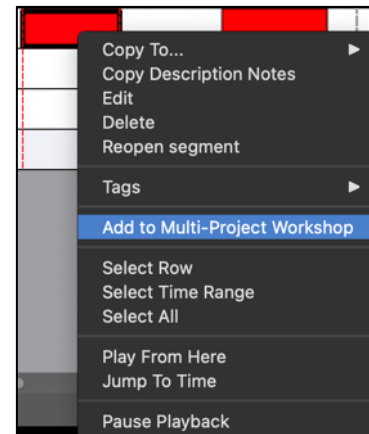 Copy To...
Copy Description Notes
Edit
Delete
Reopen segment
Tags
Add to Multi-Project Workshop
Select Row
Select Time Range
Select All
Play From Here
Jump To Time
Pause Playback